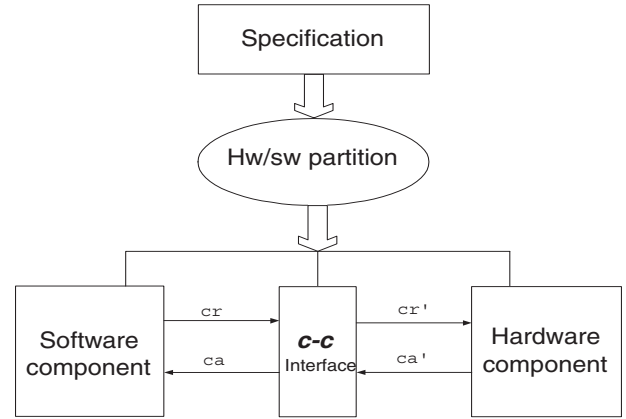 Specification
Hw/sw partition
Software
component
cr
ca
c-c
Interface
cr'
ca'
Hardware
component